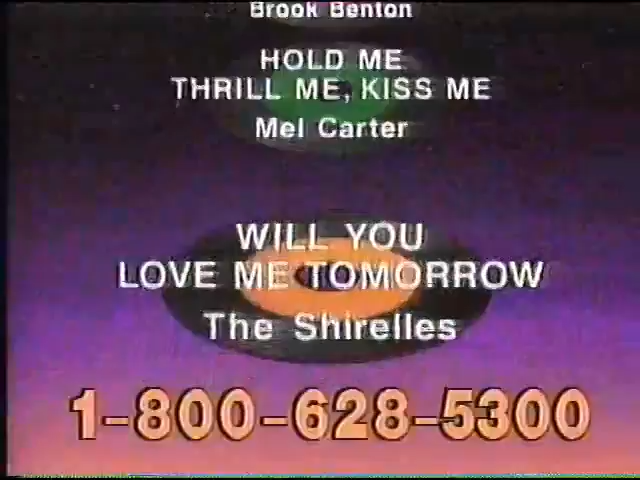 Brook Benton
HOLD ME
THRILL ME, KISS ME
Mel Carter
WILL YOU
LOVE ME TOMORROW
The Shirelles
1-800-628-5300